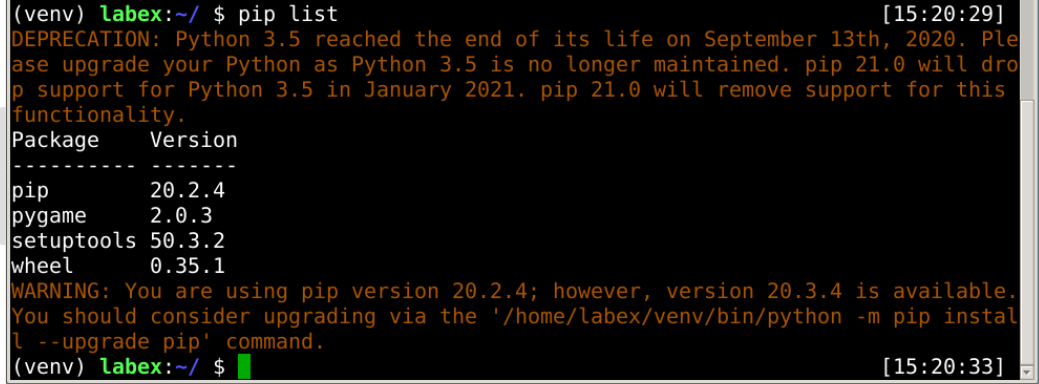 (venv) labex:~/ $ pip list [15:20:29]
DEPRECATION: Python 3.5 reached the end of its life on September 13th, 2020. Ple
ase upgrade your Python as Python 3.5 is no longer maintained. pip 21.0 will dro
p support for Python 3.5 in January 2021. pip 21.0 will remove support for this
functionality.
Package    Version
---------- -------
pip        20.2.4
pygame     2.0.3
setuptools 50.3.2
wheel      0.35.1
WARNING: You are using pip version 20.2.4; however, version 20.3.4 is available.
You should consider upgrading via the '/home/labex/venv/bin/python -m pip instal
l --upgrade pip' command.
(venv) labex:~/ $ [15:20:33]